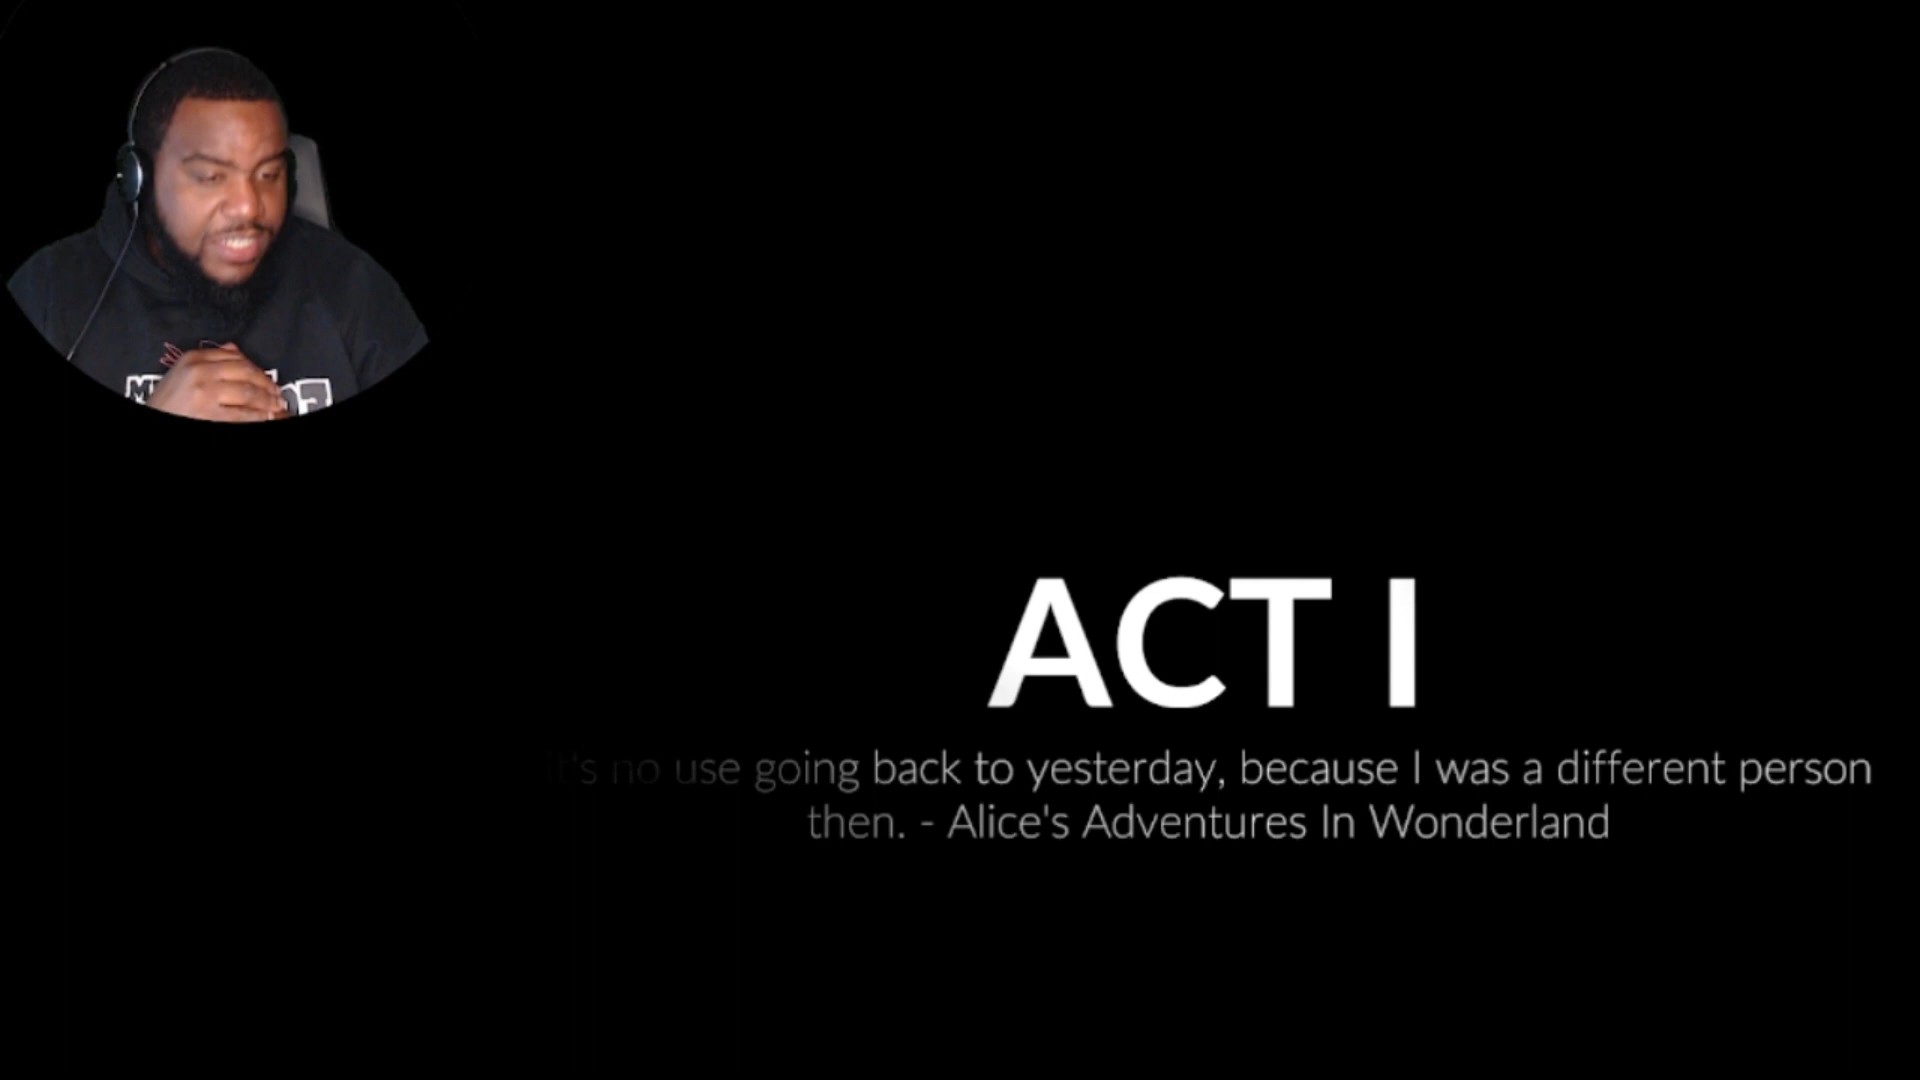 ACT I
It's no use going back to yesterday, because I was a different person
then. - Alice's Adventures In Wonderland